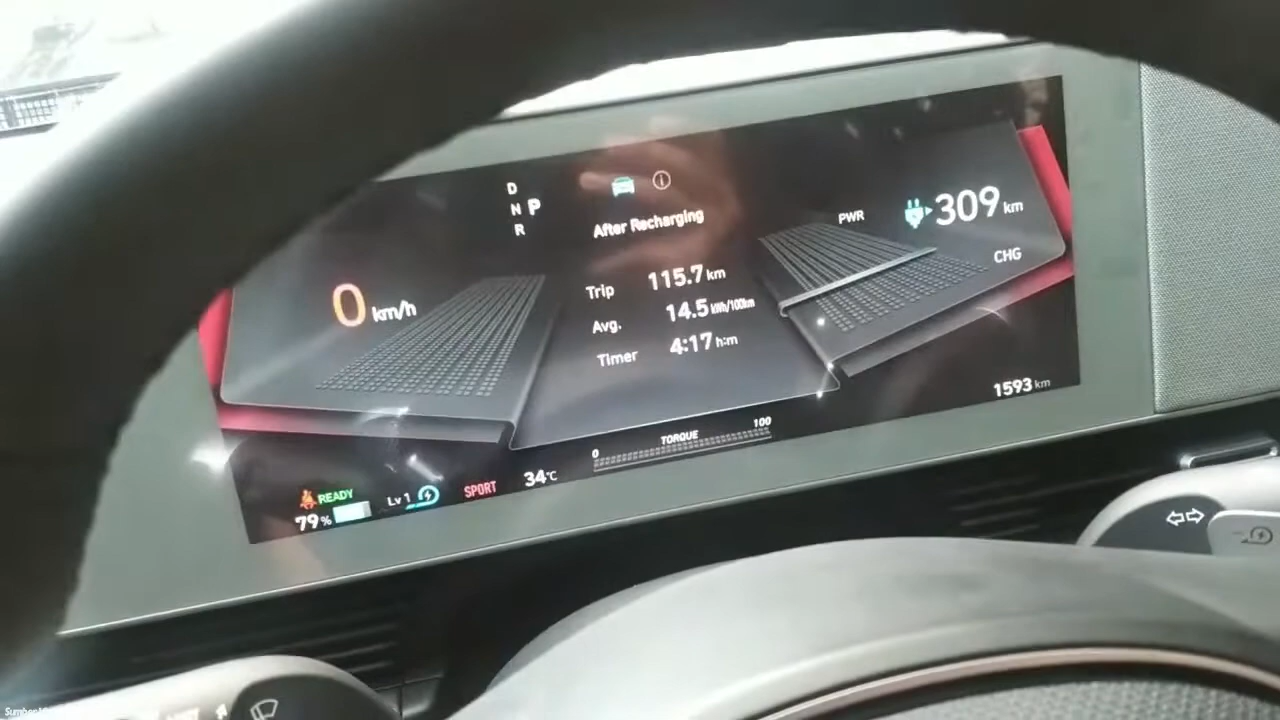 D
N P
R
After Recharging
Trip 115.7 km
Avg. 14.5 kWh/100km
Timer 4:17 h:m
0 km/h
PWR
309 km
CHG
1593 km
TORQUE
0 100
READY
79 %
Lv 1
SPORT
34°C